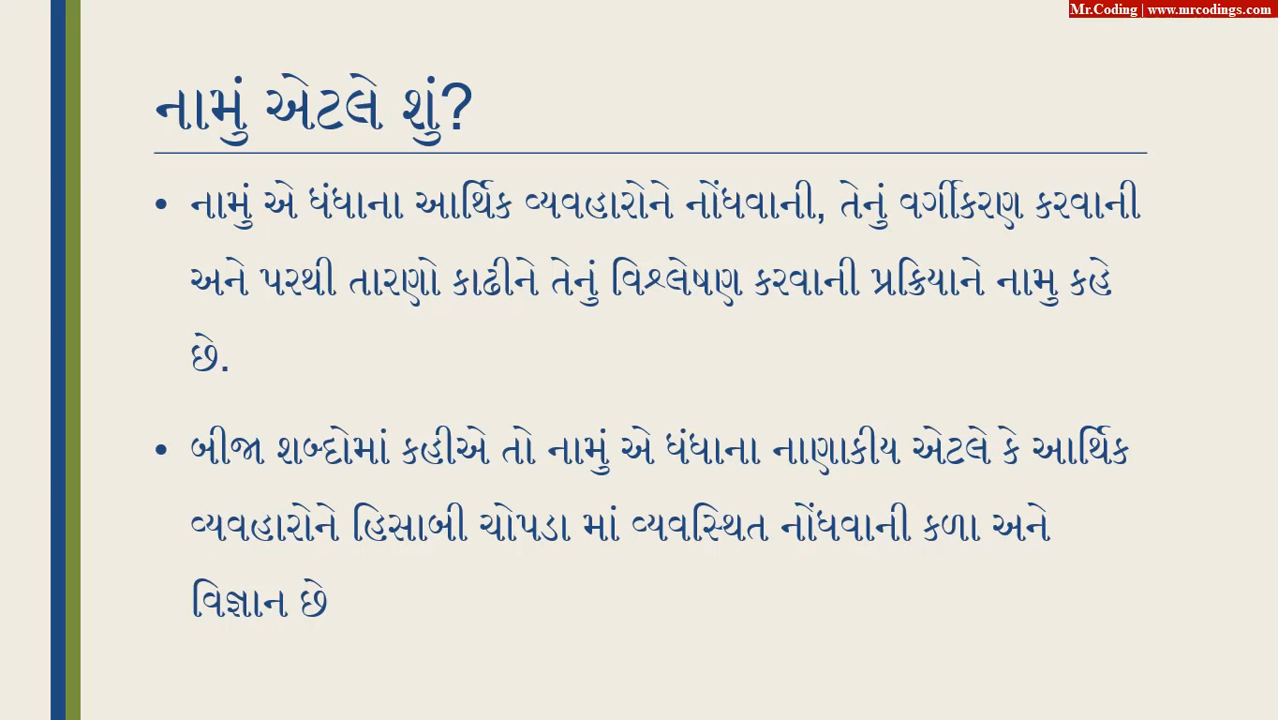 Mr.Coding | www.mrcodings.com
નામું એટલે શું?
• નામું એ ધંધાના આર્થિક વ્યવહારોને નોંધવાની, તેનું વર્ગીકરણ કરવાની
અને પરથી તારણો કાઢીને તેનું વિશ્લેષણ કરવાની પ્રક્રિયાને નામુ કહે
છે.
• બીજા શબ્દોમાં કહીએ તો નામું એ ધંધાના નાણાકીય એટલે કે આર્થિક
વ્યવહારોને હિસાબી ચોપડા માં વ્યવસ્થિત નોંધવાની કળા અને
વિજ્ઞાન છે